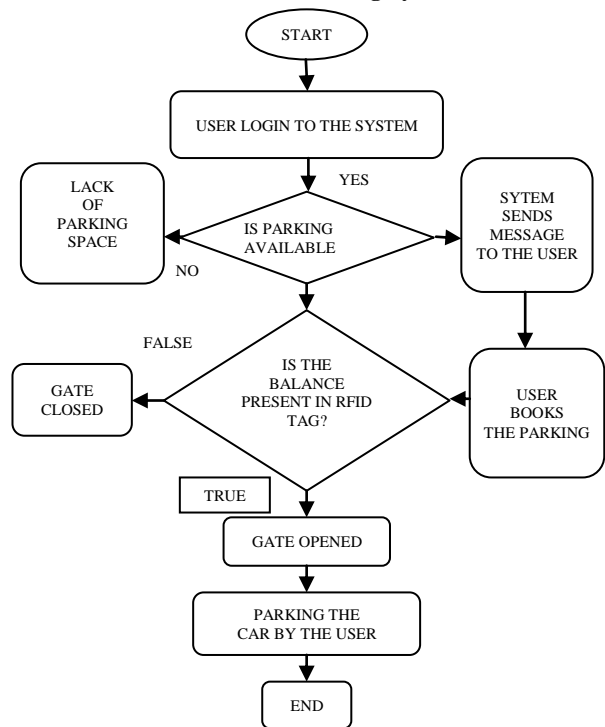 START
USER LOGIN TO THE SYSTEM
YES
LACK
OF
PARKING
SPACE
IS PARKING
AVAILABLE
SYTEM
SENDS
MESSAGE
TO THE USER
NO
FALSE
IS THE
BALANCE
PRESENT IN RFID
TAG?
GATE
CLOSED
USER
BOOKS
THE PARKING
TRUE
GATE OPENED
PARKING THE
CAR BY THE USER
END